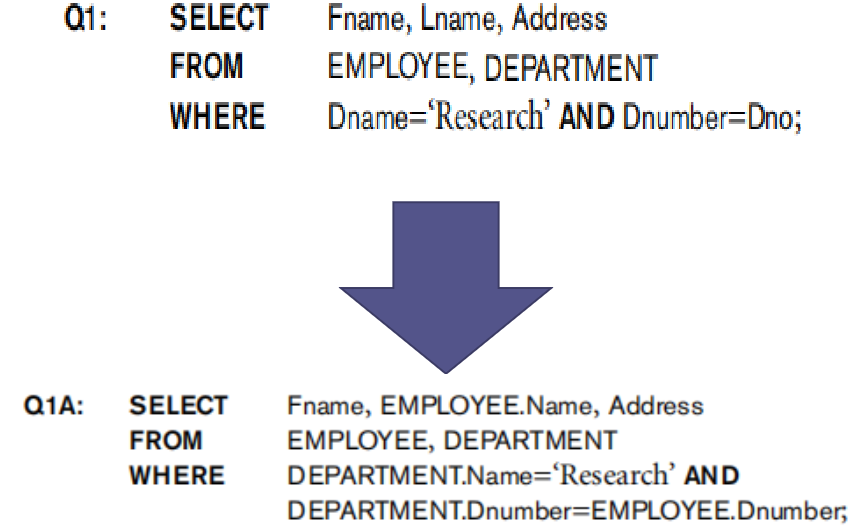 Q1: SELECT Fname, Lname, Address
FROM EMPLOYEE, DEPARTMENT
WHERE Dname=‘Research’ AND Dnumber=Dno;
Q1A: SELECT Fname, EMPLOYEE.Name, Address
FROM EMPLOYEE, DEPARTMENT
WHERE DEPARTMENT.Name=‘Research’ AND
DEPARTMENT.Dnumber=EMPLOYEE.Dnumber;